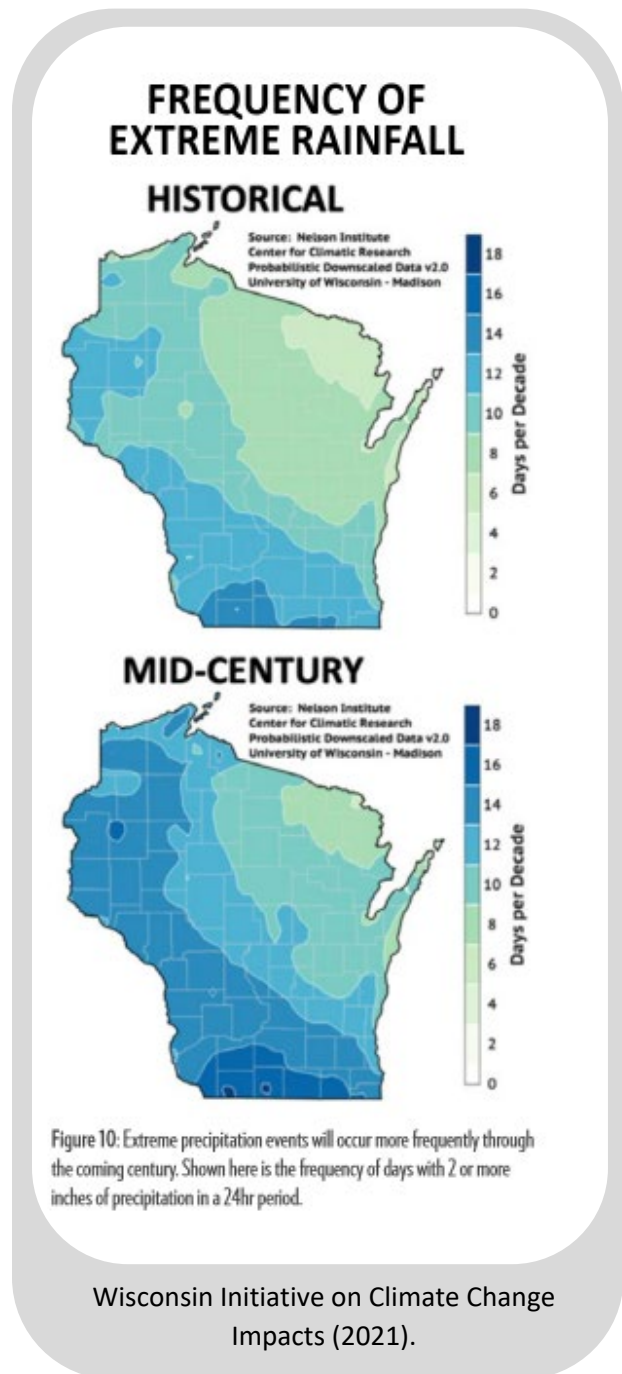 FREQUENCY OF
EXTREME RAINFALL
HISTORICAL
Source: Nelson Institute
Center for Climatic Research
Probabilistic Downscaled Data v2.0
University of Wisconsin - Madison
18
16
14
12
10
8
6
4
2
0
Days per Decade
MID-CENTURY
Source: Nelson Institute
Center for Climatic Research
Probabilistic Downscaled Data v2.0
University of Wisconsin - Madison
18
16
14
12
10
8
6
4
2
0
Days per Decade
Figure 10: Extreme precipitation events will occur more frequently through
the coming century. Shown here is the frequency of days with 2 or more
inches of precipitation in a 24hr period.
Wisconsin Initiative on Climate Change
Impacts (2021).